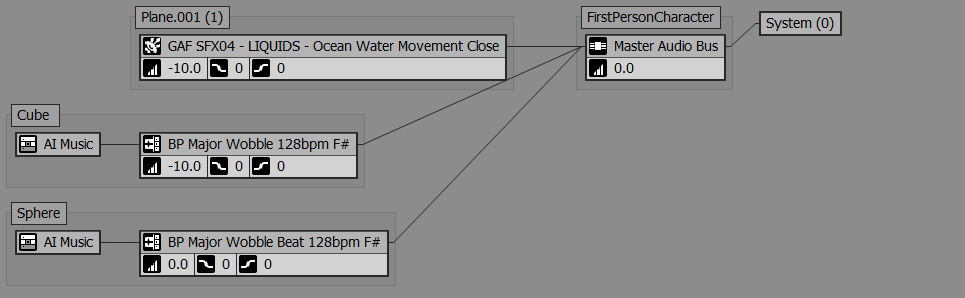 Plane.001 (1)
GAF SFX04 - LIQUIDS - Ocean Water Movement Close
-10.0 0 0
FirstPersonCharacter
Master Audio Bus
0.0
System (0)
Cube
AI Music
BP Major Wobble 128bpm F#
-10.0 0 0
Sphere
AI Music
BP Major Wobble Beat 128bpm F#
0.0 0 0